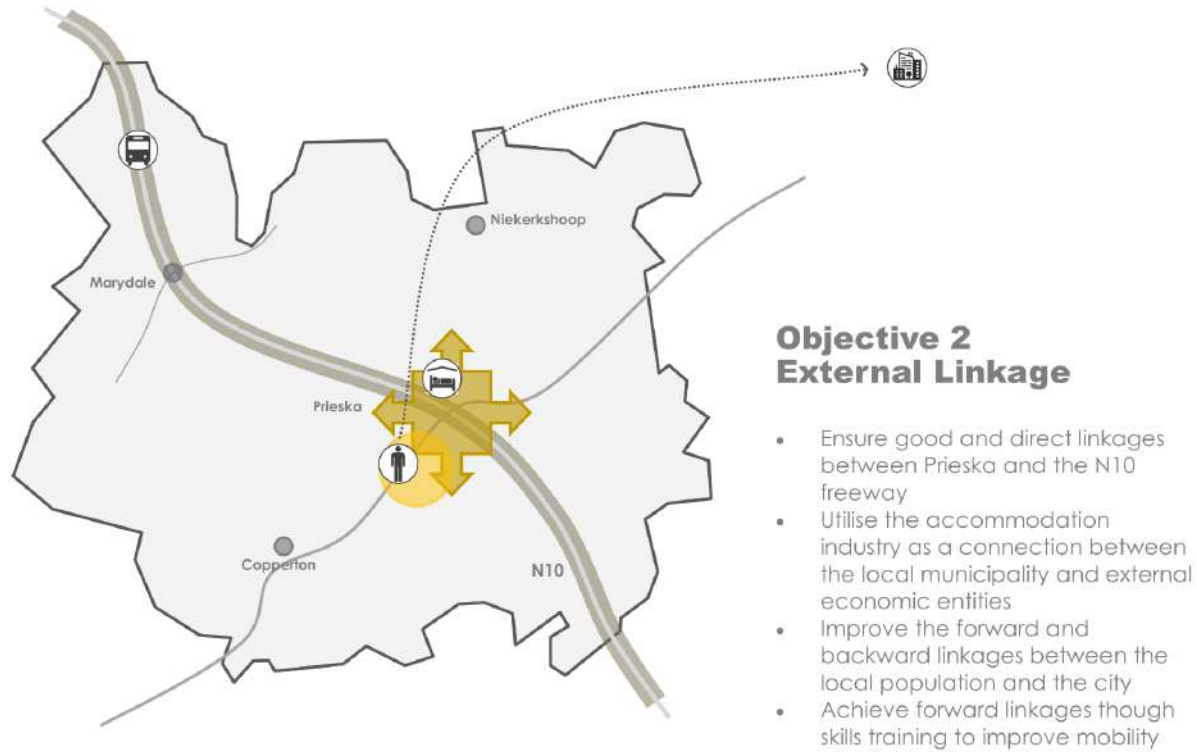 Niekerkshoop
Marydale
Prieska
Copperton
N10
Objective 2
External Linkage
• Ensure good and direct linkages
between Prieska and the N10
freeway
• Utilise the accommodation
industry as a connection between
the local municipality and external
economic entities
• Improve the forward and
backward linkages between the
local population and the city
• Achieve forward linkages though
skills training to improve mobility